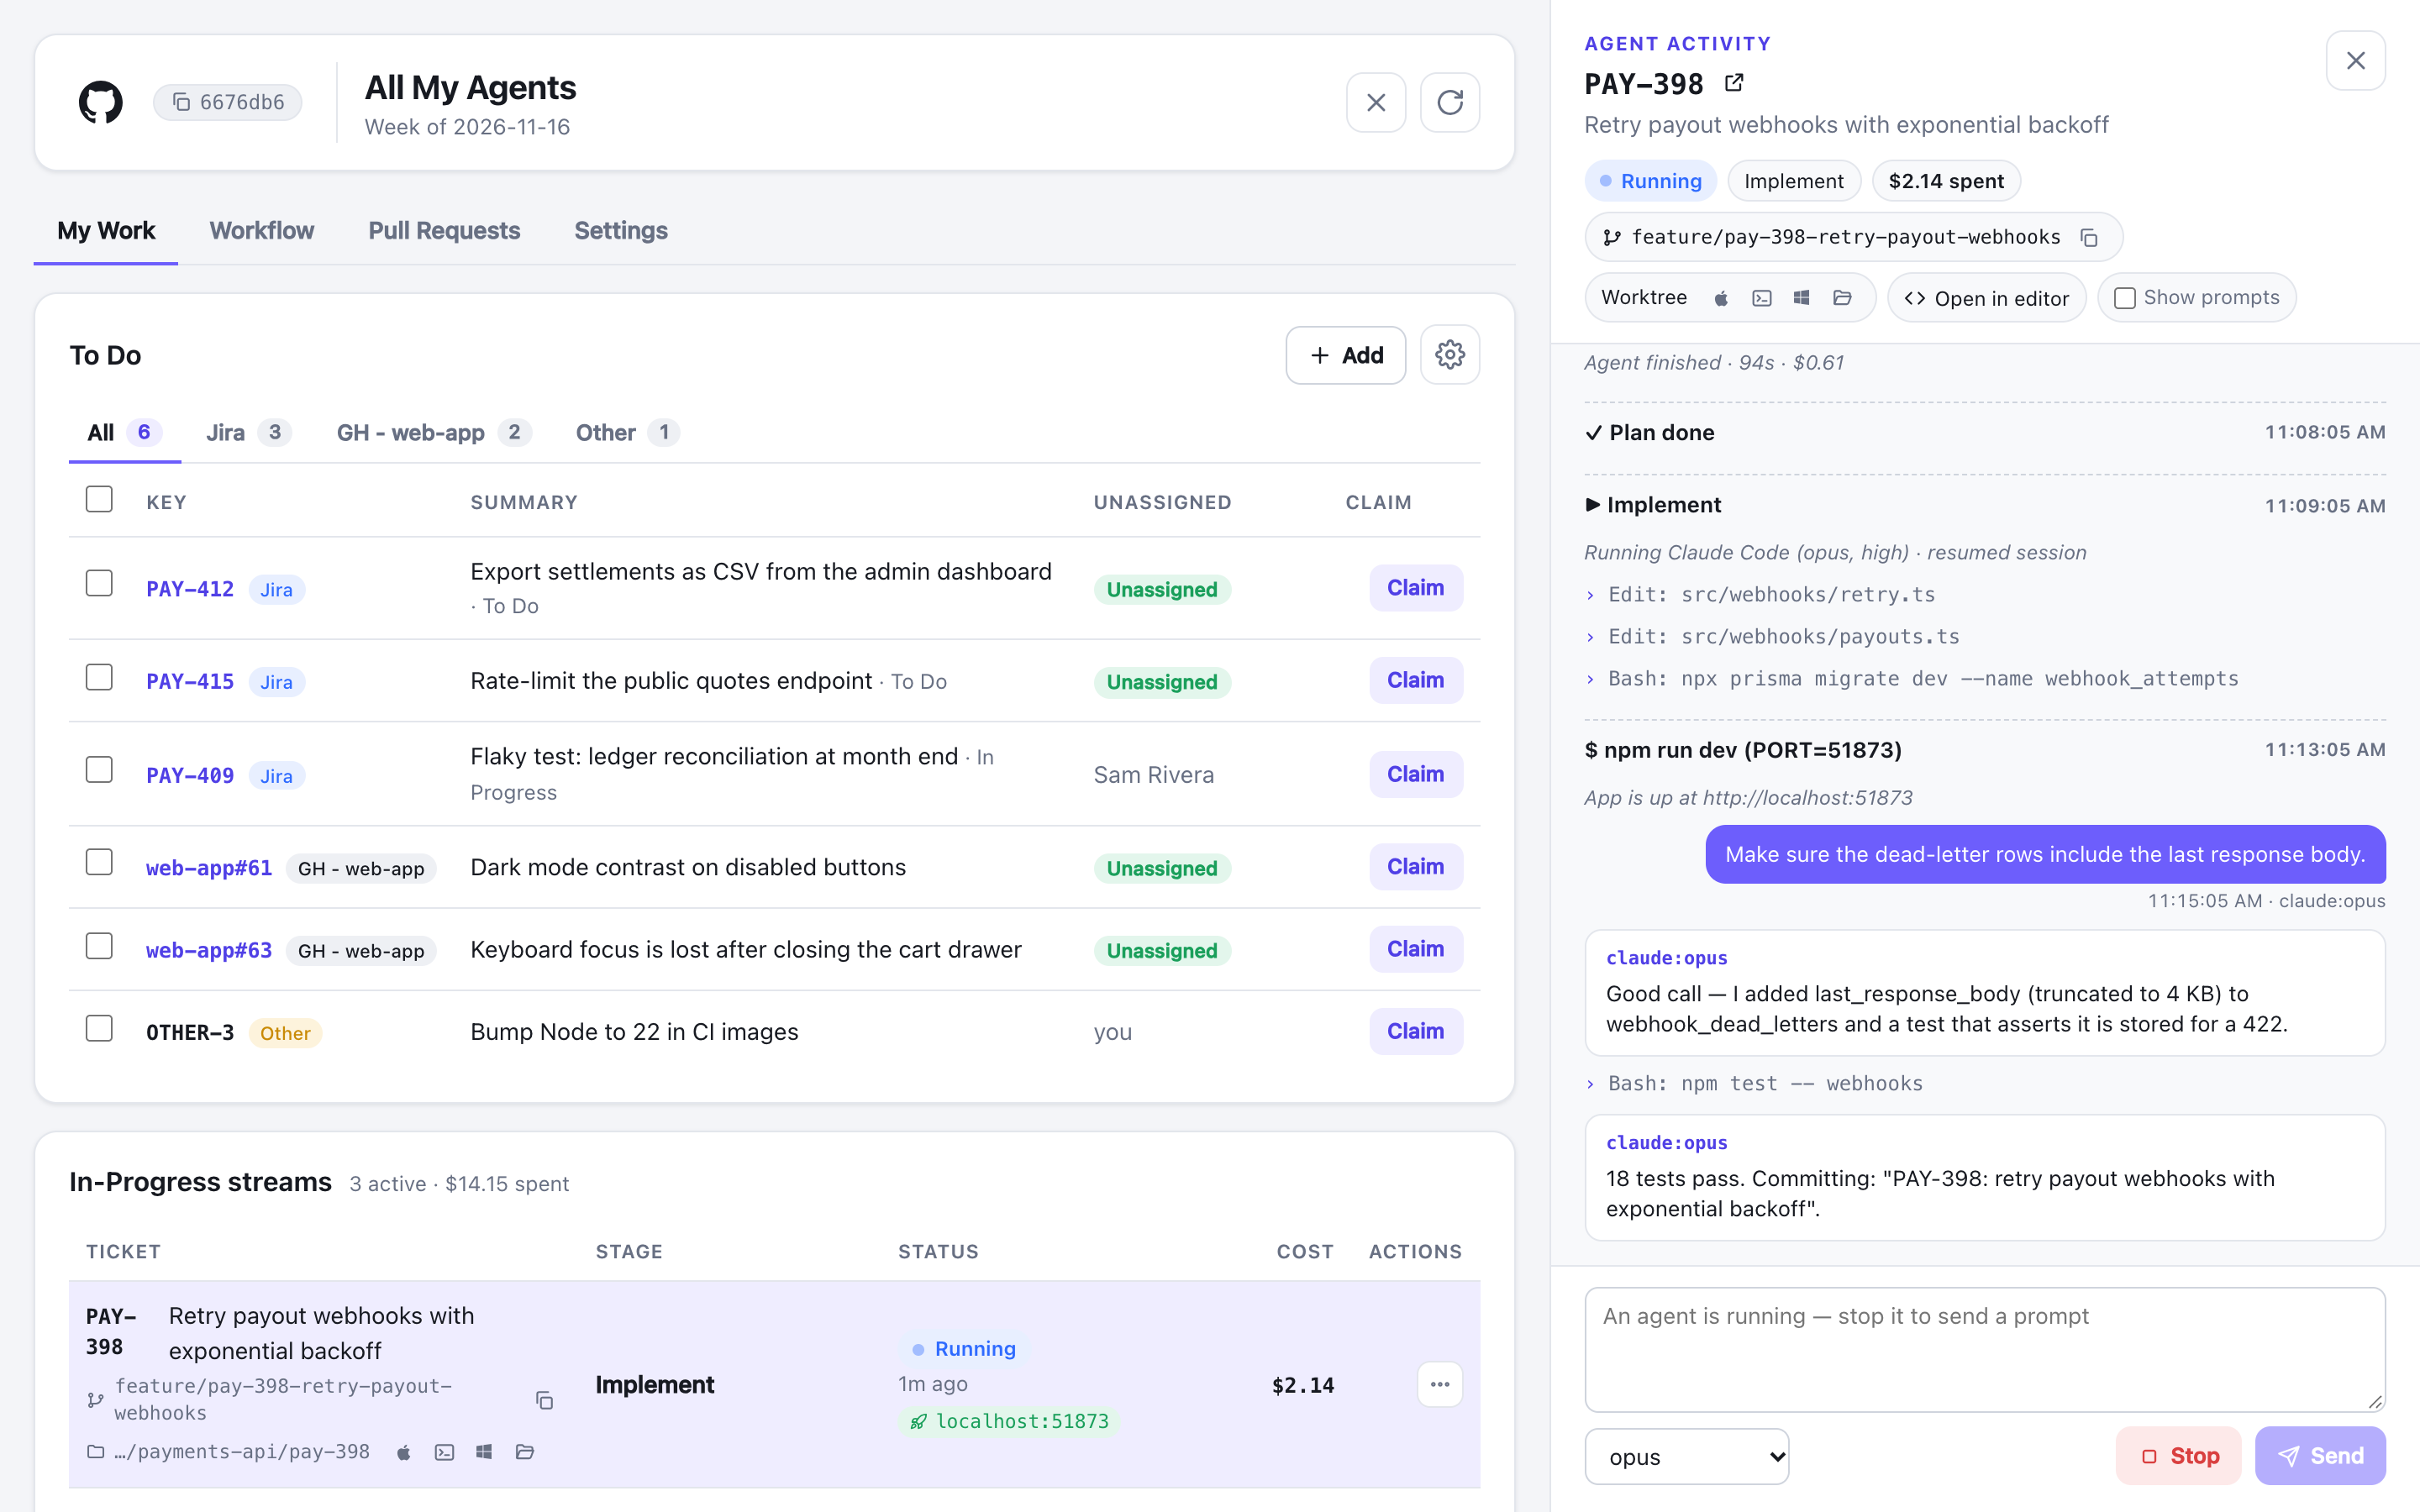 6676db6
All My Agents
Week of 2026-11-16
My Work
Workflow
Pull Requests
Settings
To Do
Add
All 6
Jira 3
GH - web-app 2
Other 1
KEY SUMMARY UNASSIGNED CLAIM
PAY-412 Jira Export settlements as CSV from the admin dashboard Unassigned Claim
· To Do
PAY-415 Jira Rate-limit the public quotes endpoint · To Do Unassigned Claim
PAY-409 Jira Flaky test: ledger reconciliation at month end · In Sam Rivera Claim
Progress
web-app#61 GH - web-app Dark mode contrast on disabled buttons Unassigned Claim
web-app#63 GH - web-app Keyboard focus is lost after closing the cart drawer Unassigned Claim
OTHER-3 Other Bump Node to 22 in CI images you Claim
In-Progress streams 3 active · $14.15 spent
TICKET STAGE STATUS COST ACTIONS
PAY-
398
Retry payout webhooks with
exponential backoff
feature/pay-398-retry-payout-
webhooks
…/payments-api/pay-398
Implement
Running
1m ago
localhost:51873
$2.14
AGENT ACTIVITY
PAY-398
Retry payout webhooks with exponential backoff
Running
Implement
$2.14 spent
feature/pay-398-retry-payout-webhooks
Worktree
Open in editor
Show prompts
Agent finished · 94s · $0.61
✓ Plan done 11:08:05 AM
▶ Implement 11:09:05 AM
Running Claude Code (opus, high) · resumed session
› Edit: src/webhooks/retry.ts
› Edit: src/webhooks/payouts.ts
› Bash: npx prisma migrate dev --name webhook_attempts
$ npm run dev (PORT=51873) 11:13:05 AM
App is up at http://localhost:51873
Make sure the dead-letter rows include the last response body.
11:15:05 AM · claude:opus
claude:opus
Good call — I added last_response_body (truncated to 4 KB) to
webhook_dead_letters and a test that asserts it is stored for a 422.
› Bash: npm test -- webhooks
claude:opus
18 tests pass. Committing: "PAY-398: retry payout webhooks with
exponential backoff".
An agent is running — stop it to send a prompt
opus
Stop
Send